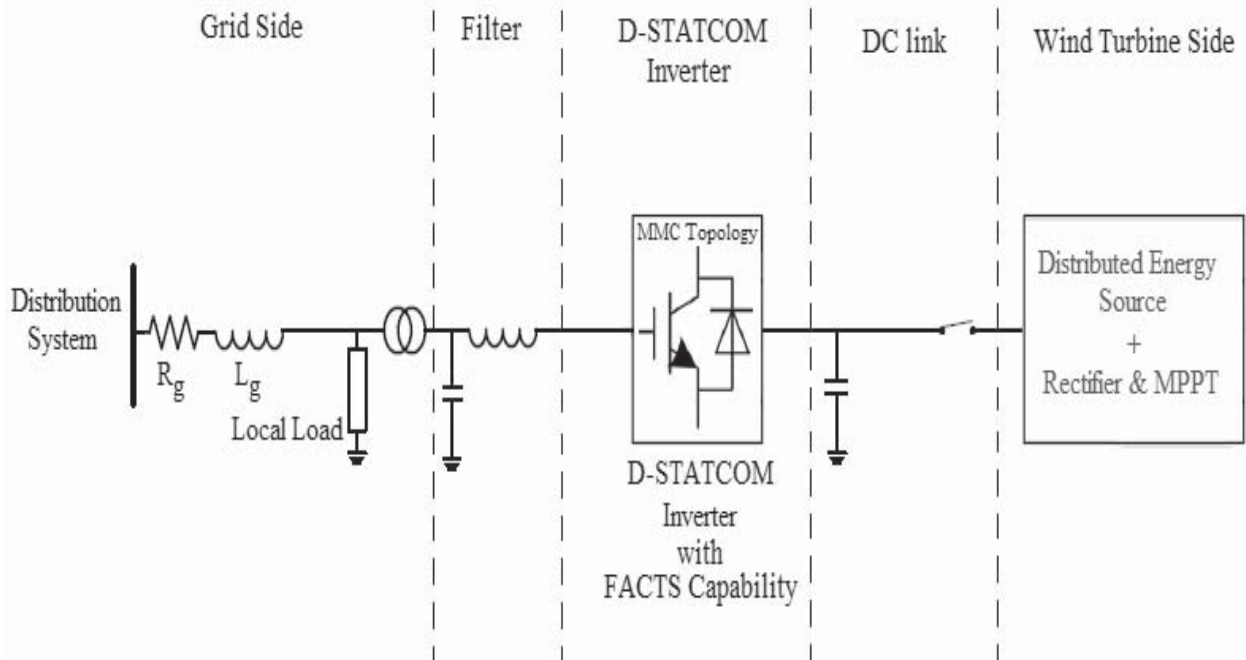 Grid Side
Filter
D-STATCOM
Inverter
DC link
Wind Turbine Side
Distribution
System
Rg
Lg
Local Load
MMC Topology
D-STATCOM
Inverter
with
FACTS Capability
Distributed Energy
Source
+
Rectifier & MPPT